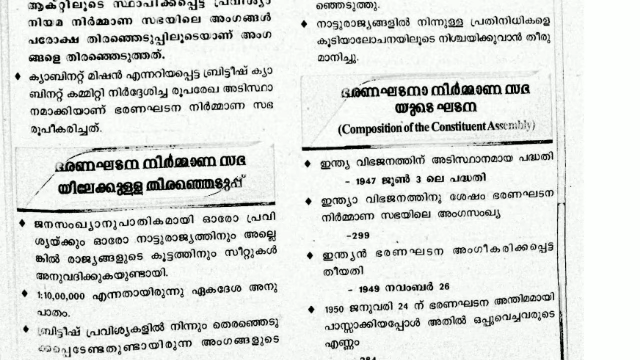 ആക്ടിലൂടെ സ്ഥാപിക്കപ്പെട്ട പ്രവിശ്യാ
നിയമ നിർമ്മാണ സഭയിലെ അംഗങ്ങൾ
പരോക്ഷ തിരഞ്ഞെടുപ്പിലൂടെയാണ് അംഗ
ങ്ങളെ തിരഞ്ഞെടുത്തത്.
♦ ക്യാബിനറ്റ് മിഷൻ എന്നറിയപ്പെട്ട ബ്രിട്ടീഷ് ക്യാ
ബിനറ്റ് കമ്മിറ്റി നിർദ്ദേശിച്ച രൂപരേഖ അടിസ്ഥാ
നമാക്കിയാണ് ഭരണഘടന നിർമ്മാണ സഭ
രൂപീകരിച്ചത്.
ഭരണഘടന നിർമ്മാണ സഭ
യിലേക്കുള്ള തിരഞ്ഞെടുപ്പ്
♦ ജനസംഖ്യാനുപാതികമായി ഓരോ പ്രവി
ശ്യയ്ക്കും ഓരോ നാട്ടുരാജ്യത്തിനും അല്ലെ
ങ്കിൽ രാജ്യങ്ങളുടെ കൂട്ടത്തിനും സീറ്റുകൾ
അനുവദിക്കുകയുണ്ടായി.
♦ 1:10,00,000 എന്നതായിരുന്നു ഏകദേശ അനു
പാതം.
♦ ബ്രിട്ടീഷ് പ്രവിശ്യകളിൽ നിന്നും തെരഞ്ഞെടു
ക്കപ്പെടേണ്ടതുണ്ടായിരുന്ന അംഗങ്ങളുടെ
ഞ്ഞെടുത്തു.
♦ നാട്ടുരാജ്യങ്ങളിൽ നിന്നുള്ള പ്രതിനിധികളെ
കൂടിയാലോചനയിലൂടെ നിശ്ചയിക്കുവാൻ തീരു
മാനിച്ചു.
ഭരണഘടനാ നിർമ്മാണ സഭ
യുടെ ഘടന
(Composition of the Constituent Assembly)
♦ ഇന്ത്യ വിഭജനത്തിന് അടിസ്ഥാനമായ പദ്ധതി
- 1947 ജൂൺ 3 ലെ പദ്ധതി
♦ ഇന്ത്യാ വിഭജനത്തിനു ശേഷം ഭരണഘടന
നിർമ്മാണ സഭയിലെ അംഗസംഖ്യ
-299
♦ ഇന്ത്യൻ ഭരണഘടന അംഗീകരിക്കപ്പെട്ട
തീയതി
- 1949 നവംബർ 26
♦ 1950 ജനുവരി 24 ന് ഭരണഘടന അന്തിമമായി
പാസ്സാക്കിയപ്പോൾ അതിൽ ഒപ്പുവെച്ചവരുടെ
എണ്ണം